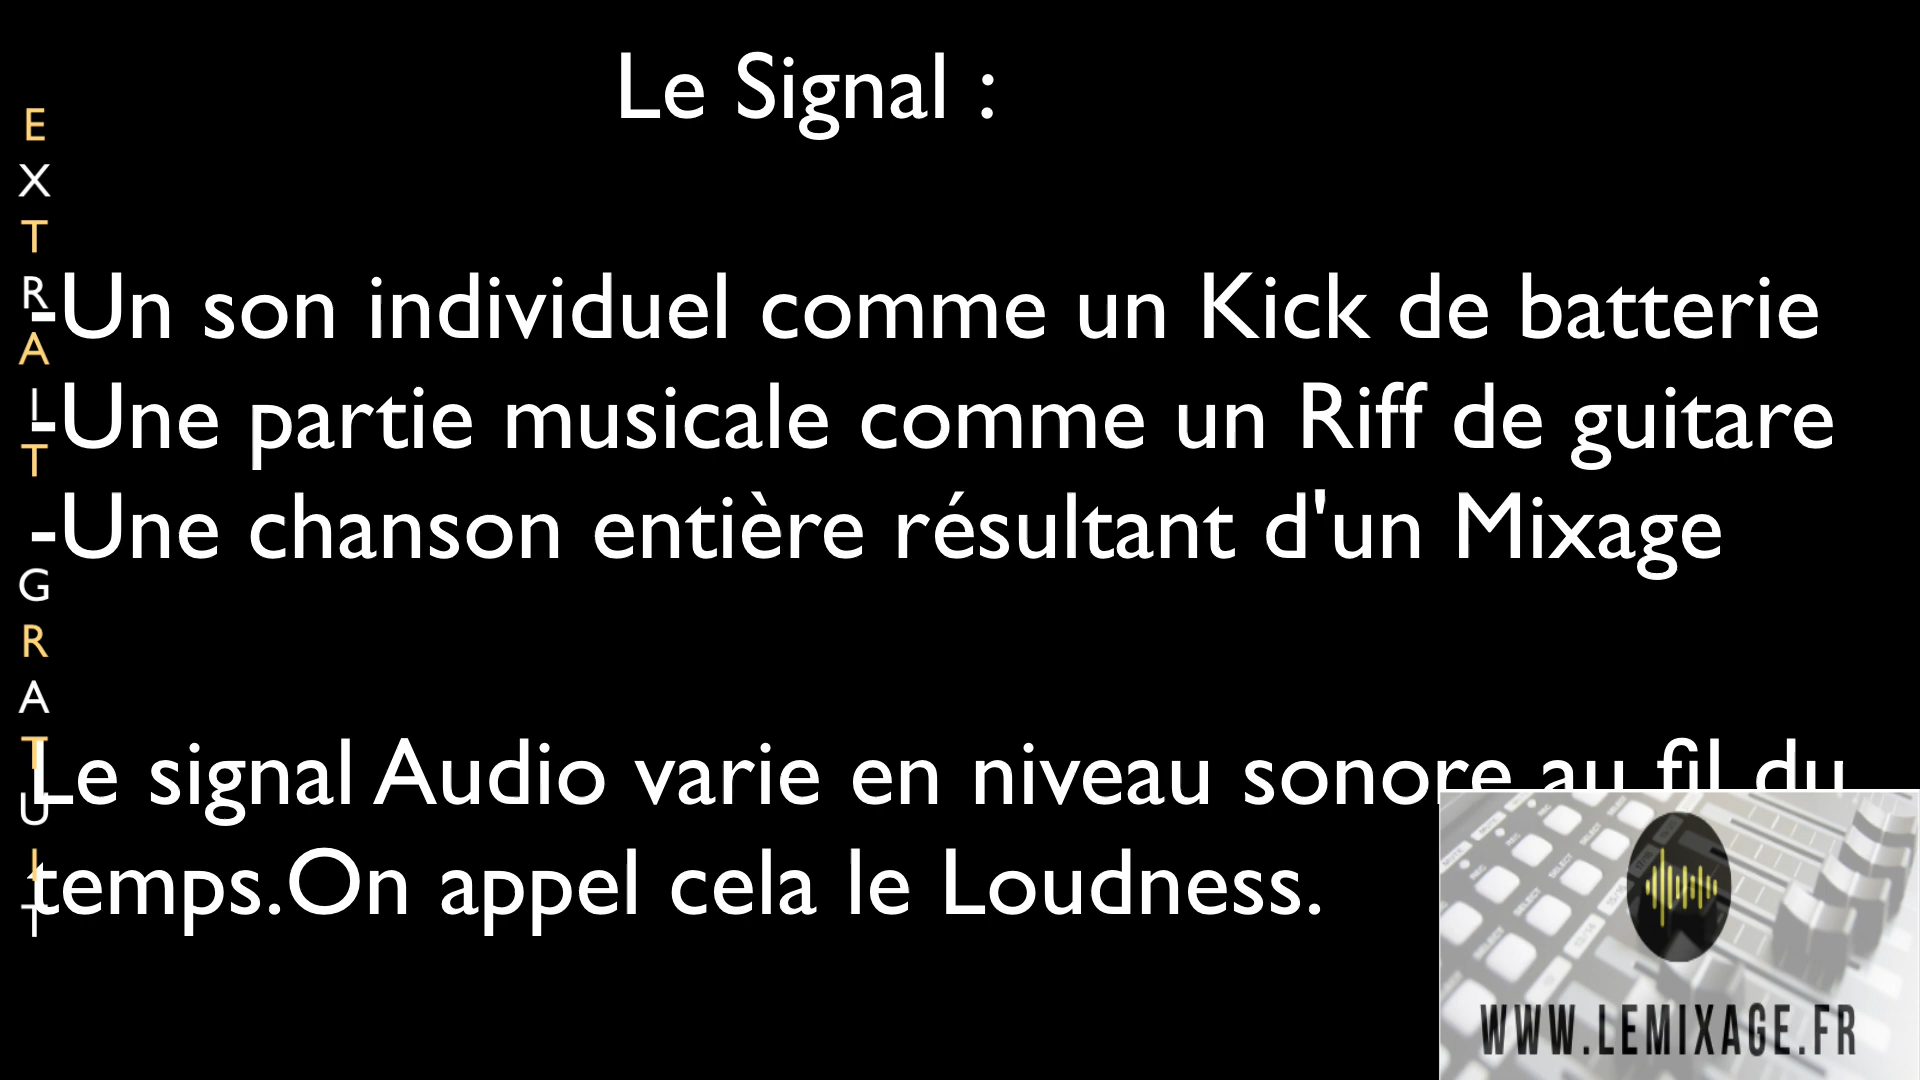 Le Signal :
-Un son individuel comme un Kick de batterie
-Une partie musicale comme un Riff de guitare
-Une chanson entière résultant d'un Mixage
Le signal Audio varie en niveau sonore au fil du
temps.On appel cela le Loudness.
EXTRAIT - GRATUIT
WWW.LEMIXAGE.FR